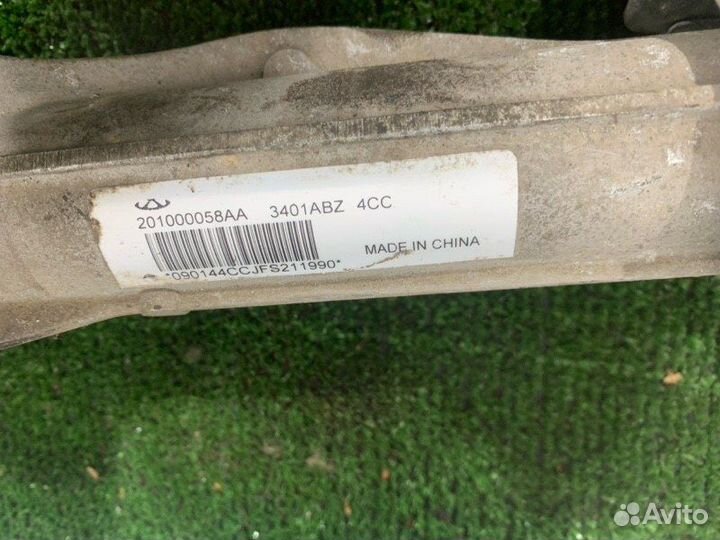 201000058AA 3401ABZ 4CC
MADE IN CHINA
*090144CCJFS211990*
Avito